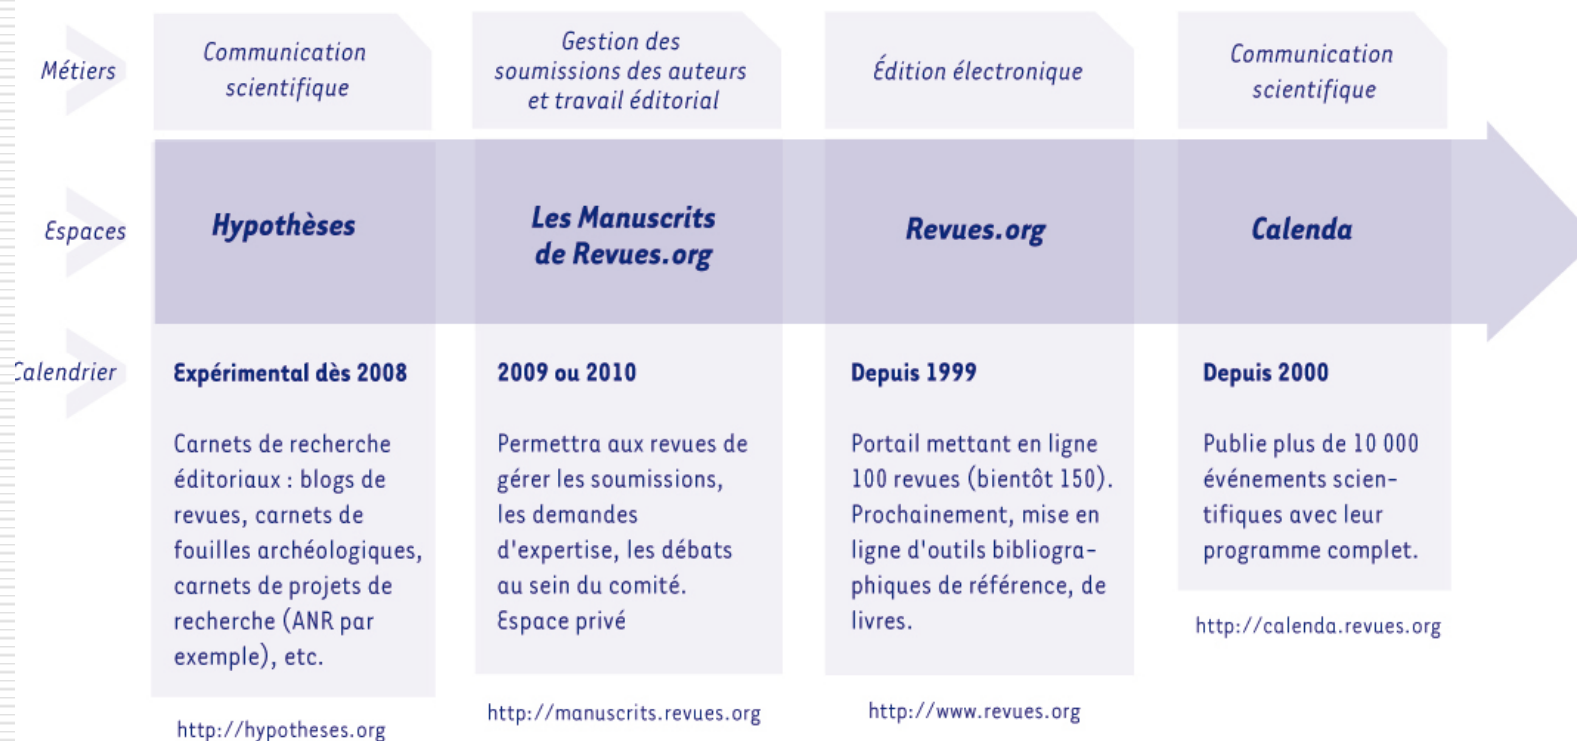 Métiers
Communication
scientifique
Gestion des
soumissions des auteurs
et travail éditorial
Édition électronique
Communication
scientifique
Espaces
Hypothèses
Les Manuscrits
de Revues.org
Revues.org
Calenda
Calendrier
Expérimental dès 2008
Carnets de recherche
éditoriaux : blogs de
revues, carnets de
fouilles archéologiques,
carnets de projets de
recherche (ANR par
exemple), etc.
http://hypotheses.org
2009 ou 2010
Permettra aux revues de
gérer les soumissions,
les demandes
d'expertise, les débats
au sein du comité.
Espace privé
http://manuscrits.revues.org
Depuis 1999
Portail mettant en ligne
100 revues (bientôt 150).
Prochainement, mise en
ligne d'outils bibliogra-
phiques de référence, de
livres.
http://www.revues.org
Depuis 2000
Publie plus de 10 000
événements scien-
tifiques avec leur
programme complet.
http://calenda.revues.org